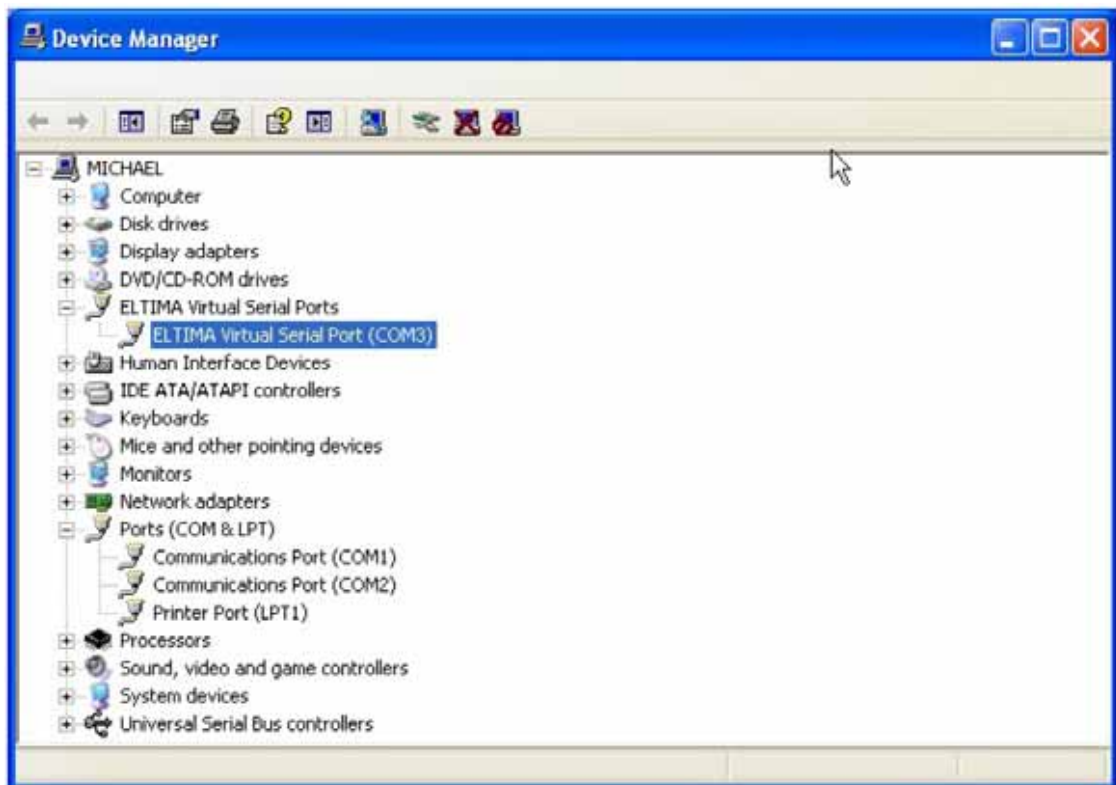 Device Manager
MICHAEL
Computer
Disk drives
Display adapters
DVD/CD-ROM drives
ELTIMA Virtual Serial Ports
ELTIMA Virtual Serial Port (COM3)
Human Interface Devices
IDE ATA/ATAPI controllers
Keyboards
Mice and other pointing devices
Monitors
Network adapters
Ports (COM & LPT)
Communications Port (COM1)
Communications Port (COM2)
Printer Port (LPT1)
Processors
Sound, video and game controllers
System devices
Universal Serial Bus controllers